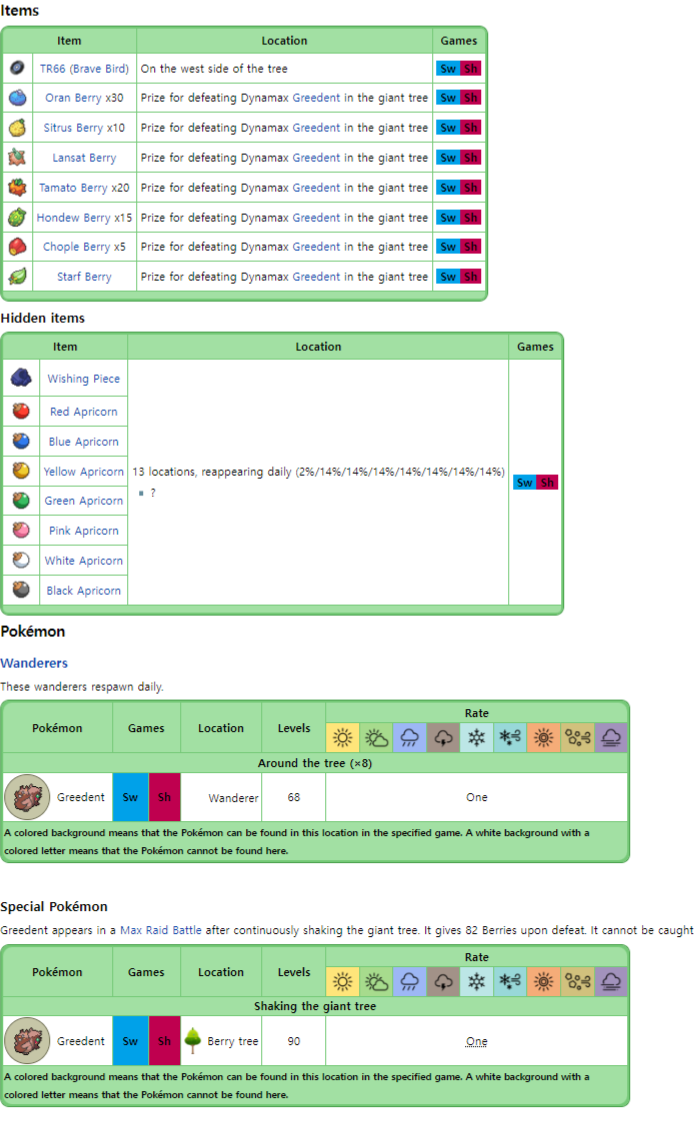 Items
Item Location Games
TR66 (Brave Bird) On the west side of the tree Sw Sh
Oran Berry x30 Prize for defeating Dynamax Greedent in the giant tree Sw Sh
Sitrus Berry x10 Prize for defeating Dynamax Greedent in the giant tree Sw Sh
Lansat Berry Prize for defeating Dynamax Greedent in the giant tree Sw Sh
Tamato Berry x20 Prize for defeating Dynamax Greedent in the giant tree Sw Sh
Hondew Berry x15 Prize for defeating Dynamax Greedent in the giant tree Sw Sh
Chople Berry x5 Prize for defeating Dynamax Greedent in the giant tree Sw Sh
Starf Berry Prize for defeating Dynamax Greedent in the giant tree Sw Sh
Hidden items
Item Location Games
Wishing Piece
Red Apricorn
Blue Apricorn
Yellow Apricorn 13 locations, reappearing daily (2%/14%/14%/14%/14%/14%/14%/14%)
▪ ? Sw Sh
Green Apricorn
Pink Apricorn
White Apricorn
Black Apricorn
Pokémon
Wanderers
These wanderers respawn daily.
Pokémon Games Location Levels Rate
Around the tree (×8)
Greedent Sw Sh Wanderer 68 One
A colored background means that the Pokémon can be found in this location in the specified game. A white background with a
colored letter means that the Pokémon cannot be found here.
Special Pokémon
Greedent appears in a Max Raid Battle after continuously shaking the giant tree. It gives 82 Berries upon defeat. It cannot be caught
Pokémon Games Location Levels Rate
Shaking the giant tree
Greedent Sw Sh Berry tree 90 One
A colored background means that the Pokémon can be found in this location in the specified game. A white background with a
colored letter means that the Pokémon cannot be found here.